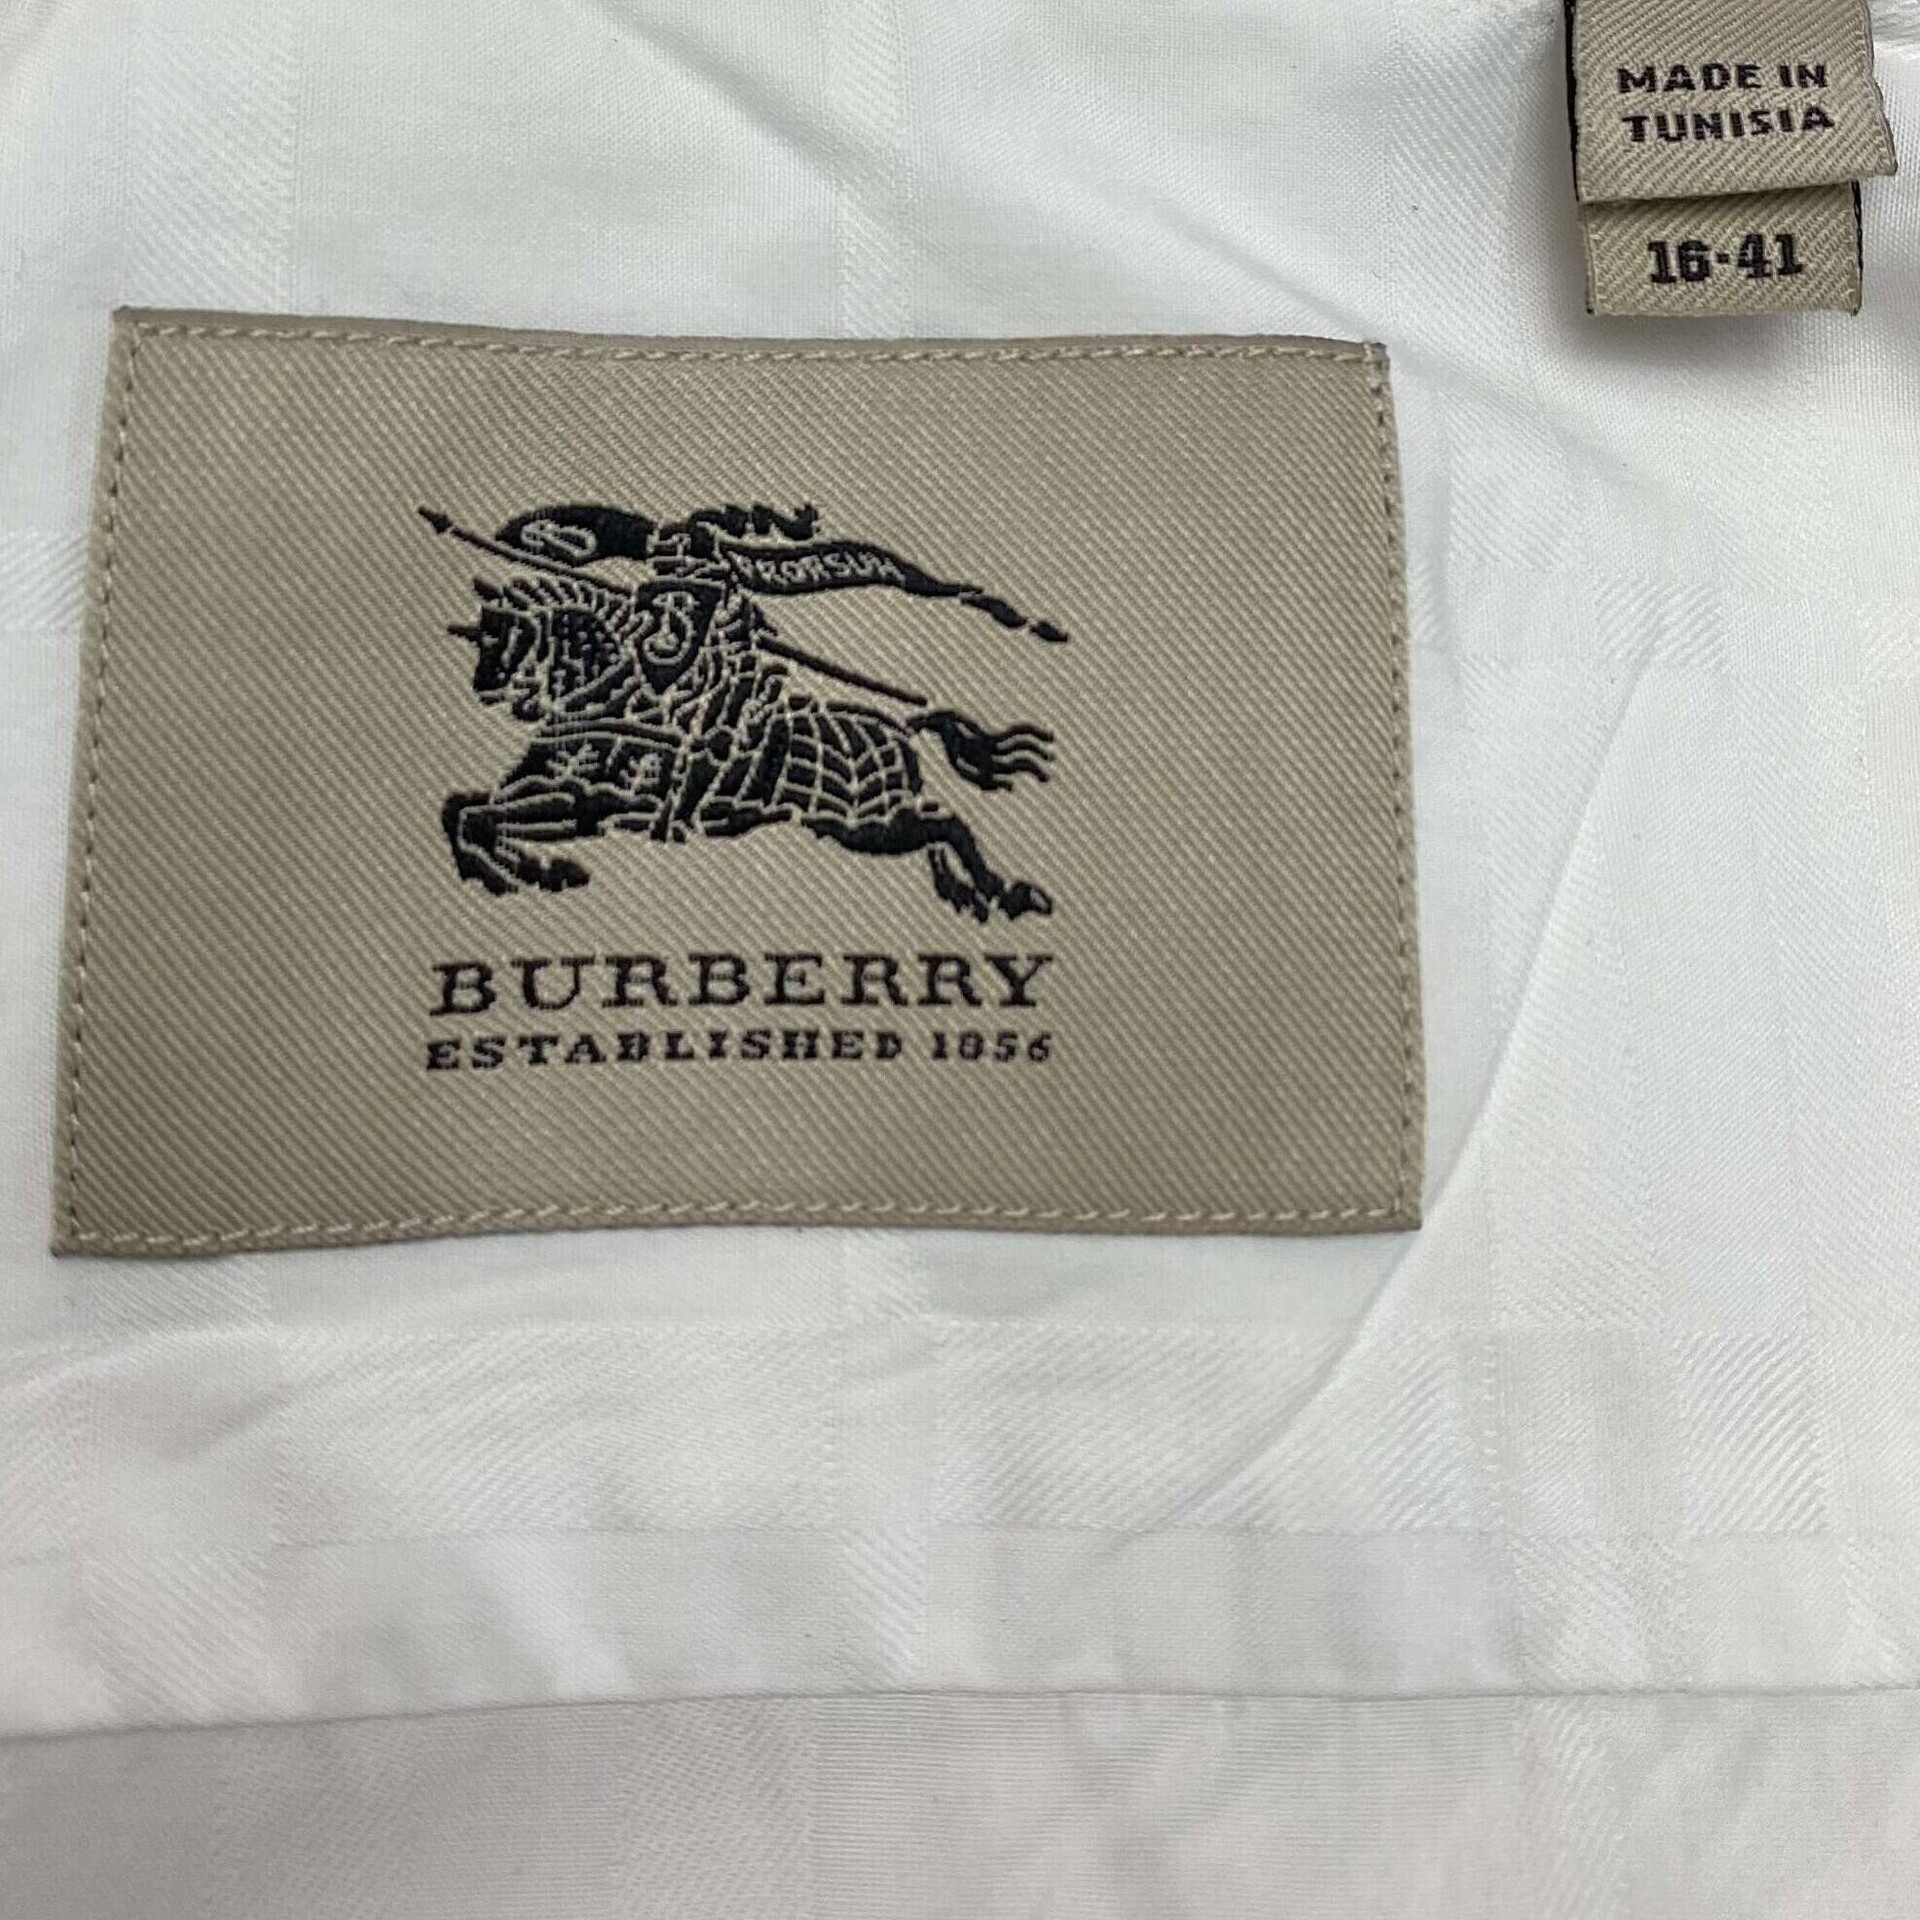 MADE IN
TUNISIA
16-41
PRORSUM
BURBERRY
ESTABLISHED 1856